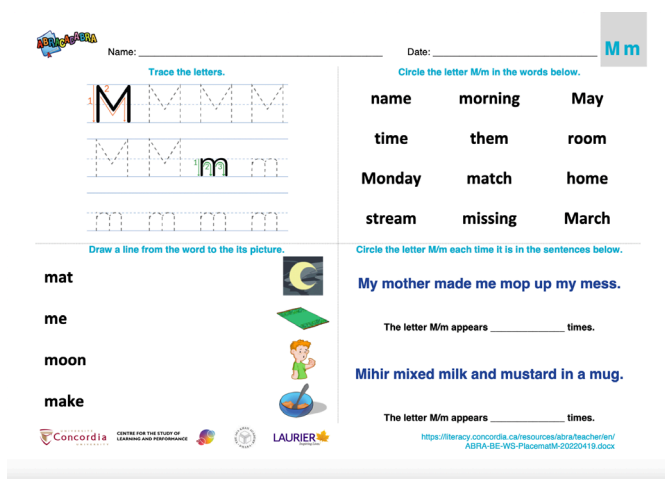 ABRACADABRA
Name: ____________ Date: ____________
M m
Trace the letters.
M M M M
M M m m
m m m m
Circle the letter M/m in the words below.
name morning May
time them room
Monday match home
stream missing March
Draw a line from the word to the its picture.
mat
me
moon
make
Circle the letter M/m each time it is in the sentences below.
My mother made me mop up my mess.
The letter M/m appears ____________ times.
Mihir mixed milk and mustard in a mug.
The letter M/m appears ____________ times.
Concordia
CENTRE FOR THE STUDY OF
LEARNING AND PERFORMANCE
LAURIER
https://literacy.concordia.ca/resources/abra/teacher/en/
ABRA-BE-WS-PlacematM-20220419.docx